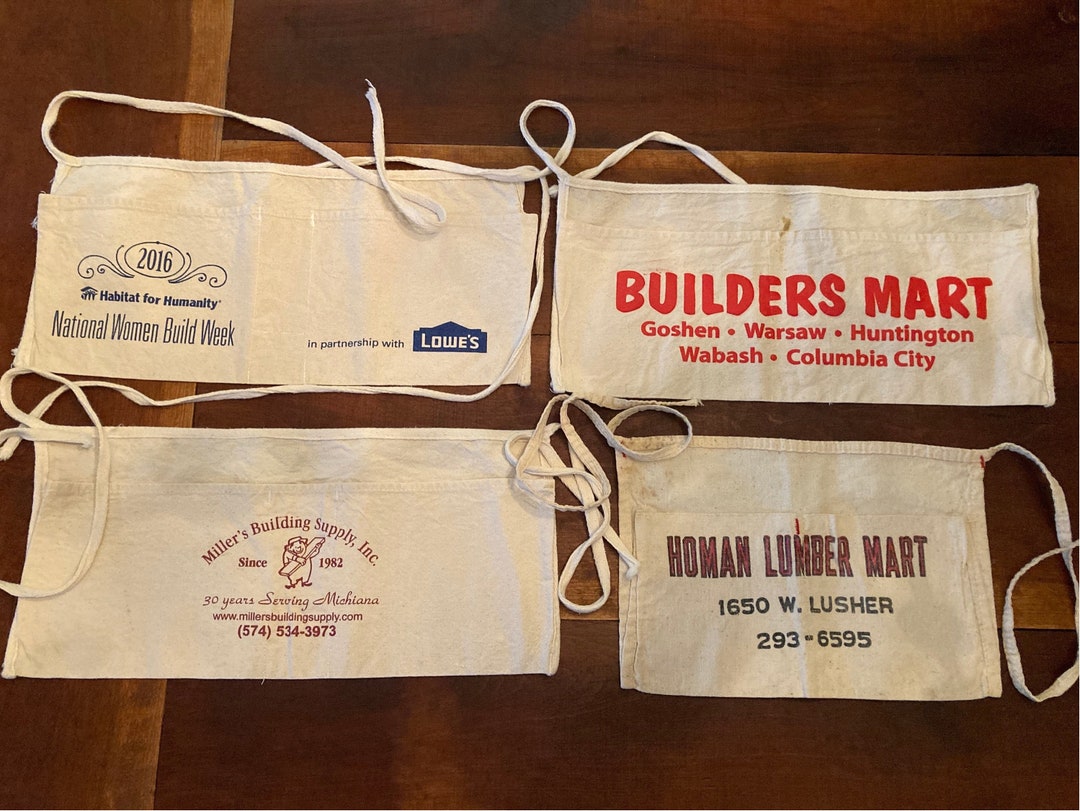 2016
Habitat for Humanity®
National Women Build Week
in partnership with LOWE'S
BUILDERS MART
Goshen • Warsaw • Huntington
Wabash • Columbia City
Miller's Building Supply, Inc.
Since 1982
30 years Serving Michiana
www.millersbuildingsupply.com
(574) 534-3973
HOMAN LUMBER MART
1650 W. LUSHER
293-6595